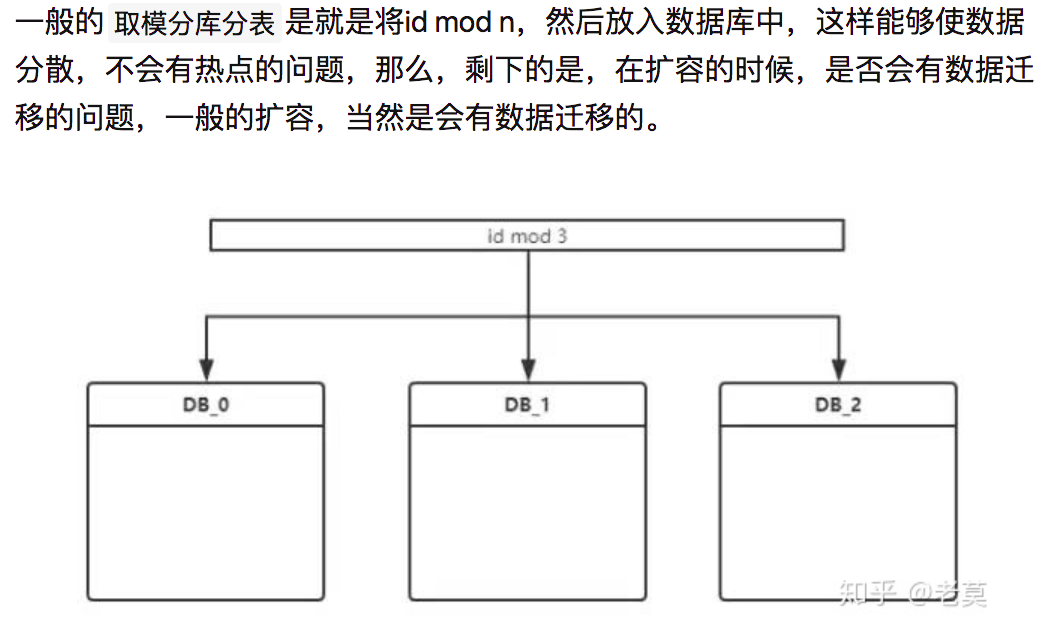 一般的 取模分库分表 是就是将id mod n，然后放入数据库中，这样能够使数据
分散，不会有热点的问题，那么，剩下的是，在扩容的时候，是否会有数据迁
移的问题，一般的扩容，当然是会有数据迁移的。
id mod 3
DB_0
DB_1
DB_2
知乎 @老莫